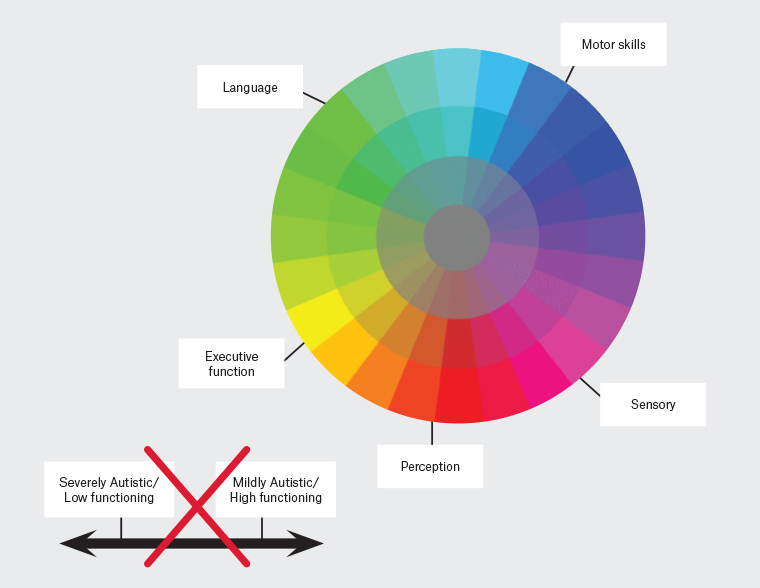 Motor skills
Language
Executive
function
Sensory
Perception
Severely Autistic/
Low functioning
Mildly Autistic/
High functioning